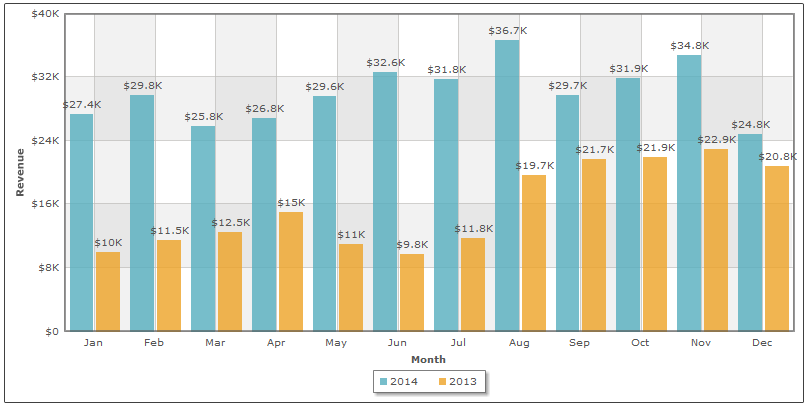 $40K
$32K
$24K
$16K
$8K
$0
Revenue
$27.4K
$10K
$29.8K
$11.5K
$25.8K
$12.5K
$26.8K
$15K
$29.6K
$11K
$32.6K
$9.8K
$31.8K
$11.8K
$36.7K
$19.7K
$29.7K
$21.7K
$31.9K
$21.9K
$34.8K
$22.9K
$24.8K
$20.8K
Jan Feb Mar Apr May Jun Jul Aug Sep Oct Nov Dec
Month
2014 2013